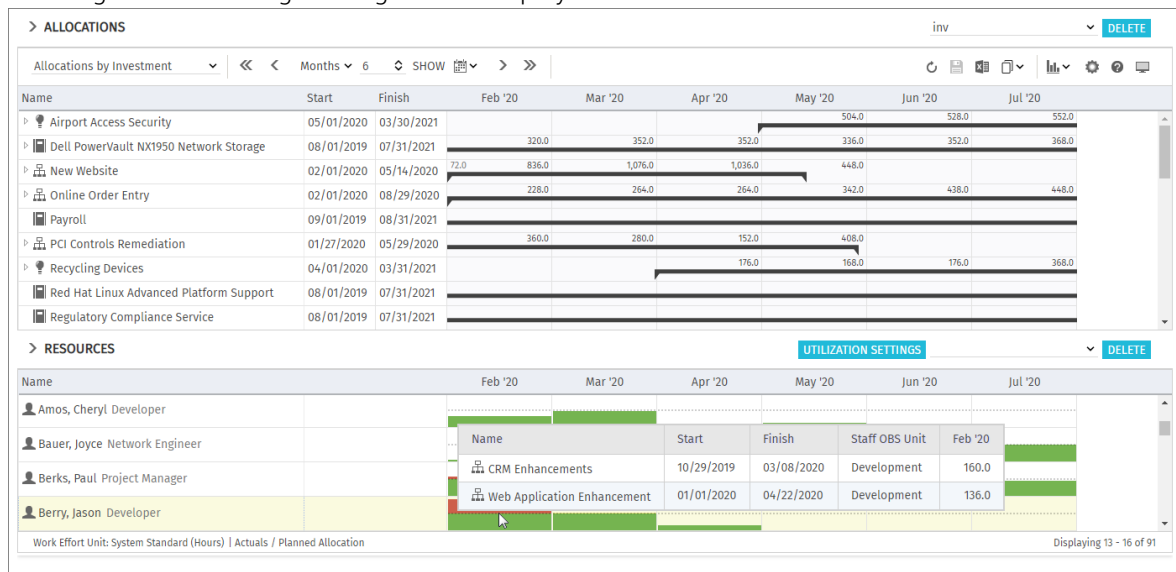 ALLOCATIONS inv DELETE
Allocations by Investment Months 6 SHOW
Name Start Finish Feb '20 Mar '20 Apr '20 May '20 Jun '20 Jul '20
Airport Access Security 05/01/2020 03/30/2021 504.0 528.0 552.0
Dell PowerVault NX1950 Network Storage 08/01/2019 07/31/2021 320.0 352.0 352.0 336.0 352.0 368.0
New Website 02/01/2020 05/14/2020 72.0 836.0 1,076.0 1,036.0 448.0
Online Order Entry 02/01/2020 08/29/2020 228.0 264.0 264.0 342.0 438.0 448.0
Payroll 09/01/2019 08/31/2021
PCI Controls Remediation 01/27/2020 05/29/2020 360.0 280.0 152.0 408.0
Recycling Devices 04/01/2020 03/31/2021 176.0 168.0 176.0 368.0
Red Hat Linux Advanced Platform Support 08/01/2019 07/31/2021
Regulatory Compliance Service 08/01/2019 07/31/2021
RESOURCES UTILIZATION SETTINGS DELETE
Name Feb '20 Mar '20 Apr '20 May '20 Jun '20 Jul '20
Amos, Cheryl Developer
Bauer, Joyce Network Engineer
Berks, Paul Project Manager
Berry, Jason Developer
Name Start Finish Staff OBS Unit Feb '20
CRM Enhancements 10/29/2019 03/08/2020 Development 160.0
Web Application Enhancement 01/01/2020 04/22/2020 Development 136.0
Work Effort Unit: System Standard (Hours) | Actuals / Planned Allocation Displaying 13 - 16 of 91